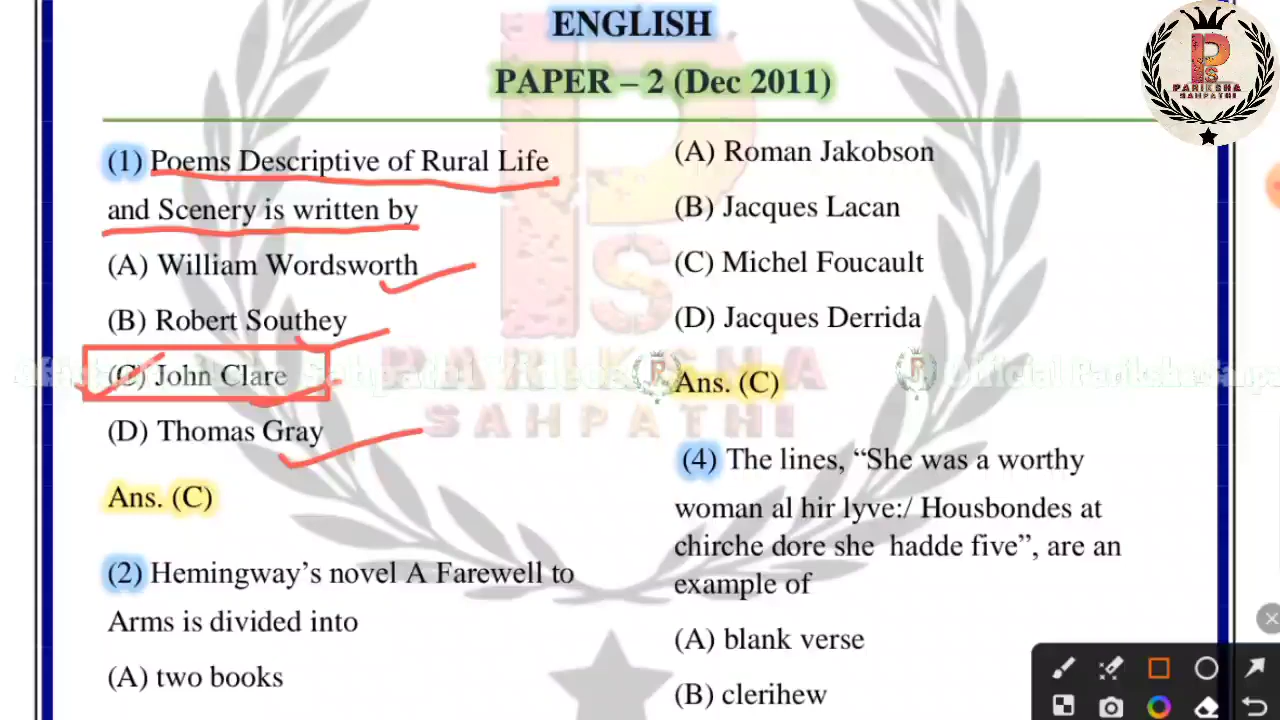 ENGLISH
PAPER – 2 (Dec 2011)
PARIKSHA
SAHPATHI
(1) Poems Descriptive of Rural Life
and Scenery is written by
(A) William Wordsworth
(B) Robert Southey
(C) John Clare
(D) Thomas Gray
Ans. (C)
(2) Hemingway’s novel A Farewell to
Arms is divided into
(A) two books
(A) Roman Jakobson
(B) Jacques Lacan
(C) Michel Foucault
(D) Jacques Derrida
Ans. (C)
(4) The lines, “She was a worthy
woman al hir lyve:/ Housbondes at
chirche dore she hadde five”, are an
example of
(A) blank verse
(B) clerihew
PARIKSHA
SAHPATHI